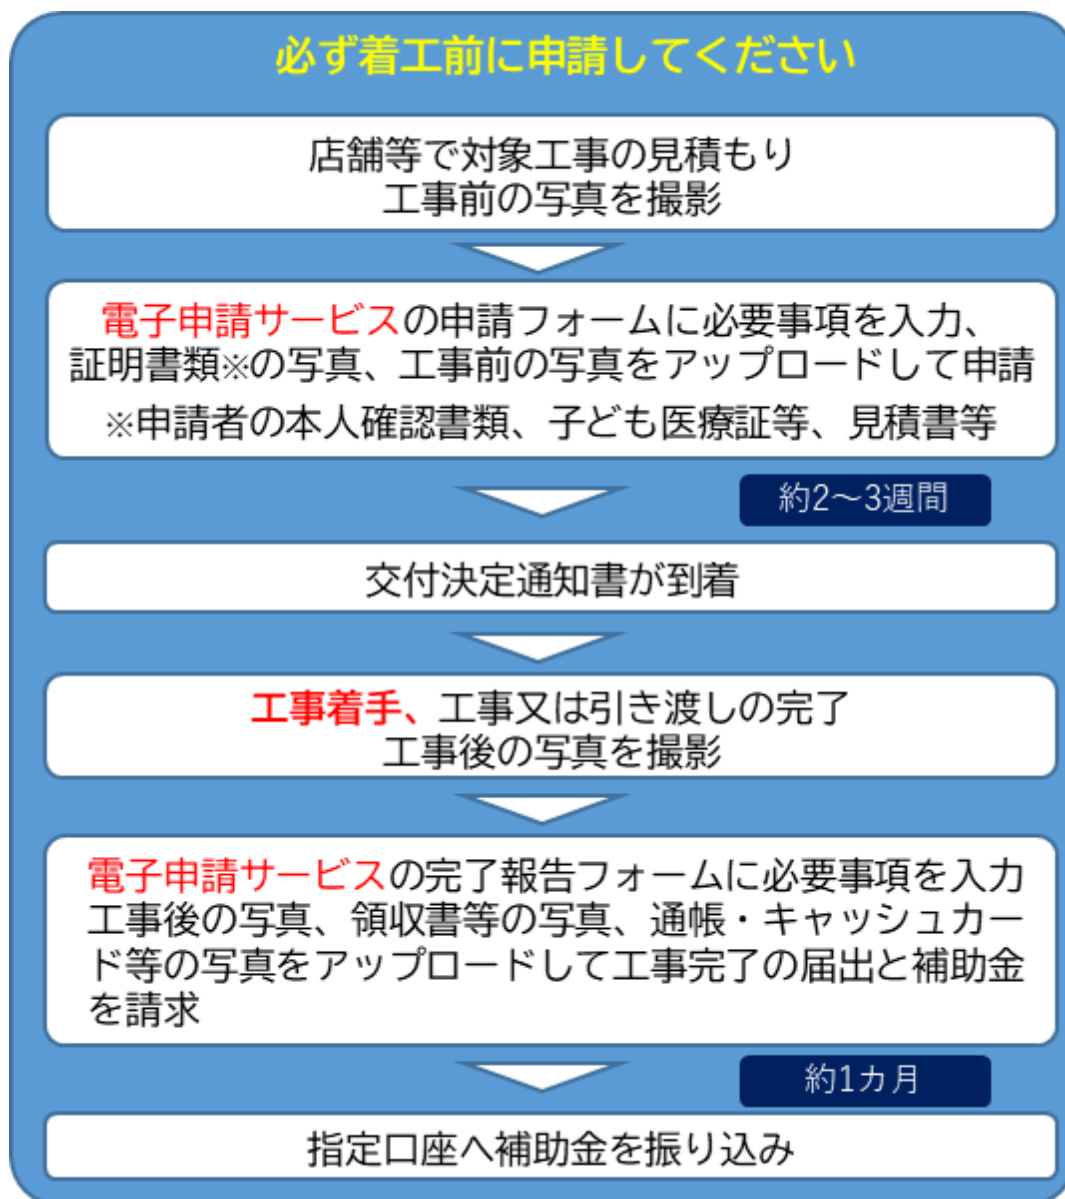 必ず着工前に申請してください
店舗等で対象工事の見積もり
工事前の写真を撮影
電子申請サービスの申請フォームに必要事項を入力、
証明書類※の写真、工事前の写真をアップロードして申請
※申請者の本人確認書類、子ども医療証等、見積書等
約2～3週間
交付決定通知書が到着
工事着手、工事又は引き渡しの完了
工事後の写真を撮影
電子申請サービスの完了報告フォームに必要事項を入力
工事後の写真、領収書等の写真、通帳・キャッシュカー
ド等の写真をアップロードして工事完了の届出と補助金
を請求
約1カ月
指定口座へ補助金を振り込み